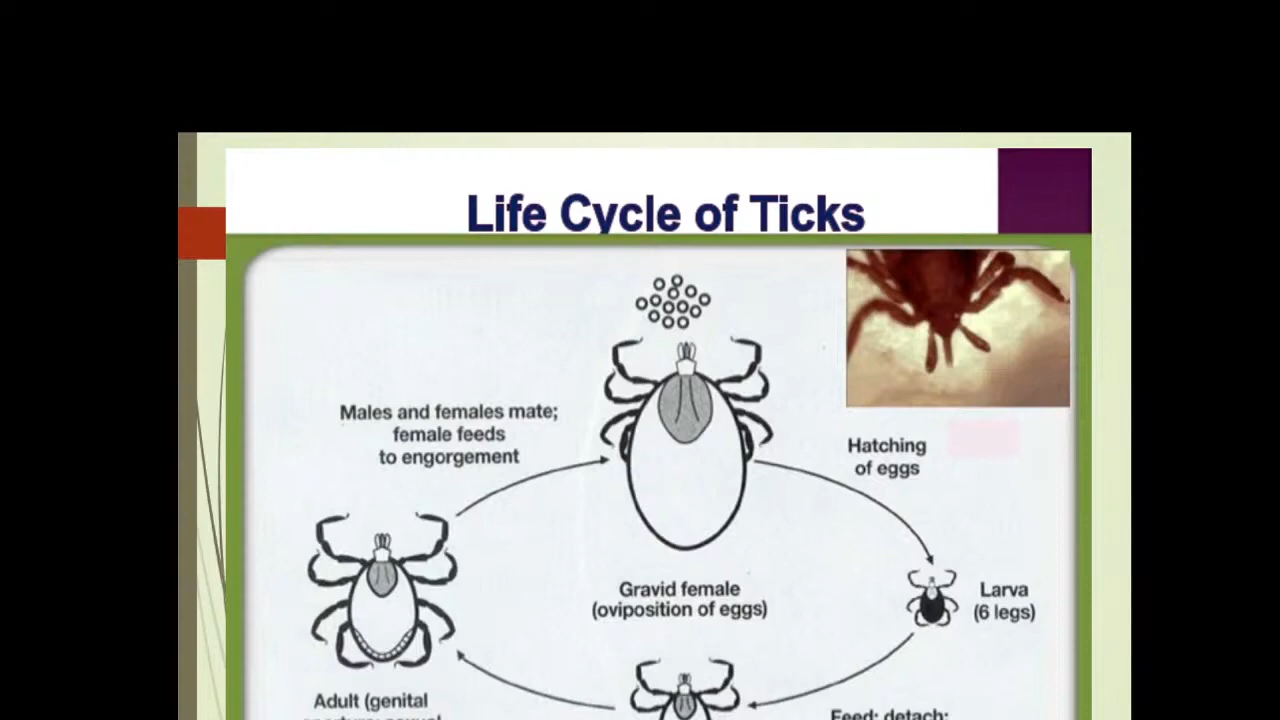 Life Cycle of Ticks
Males and females mate;
female feeds
to engorgement
Hatching
of eggs
Gravid female
(oviposition of eggs)
Larva
(6 legs)
Adult (genital
Feed; detach;